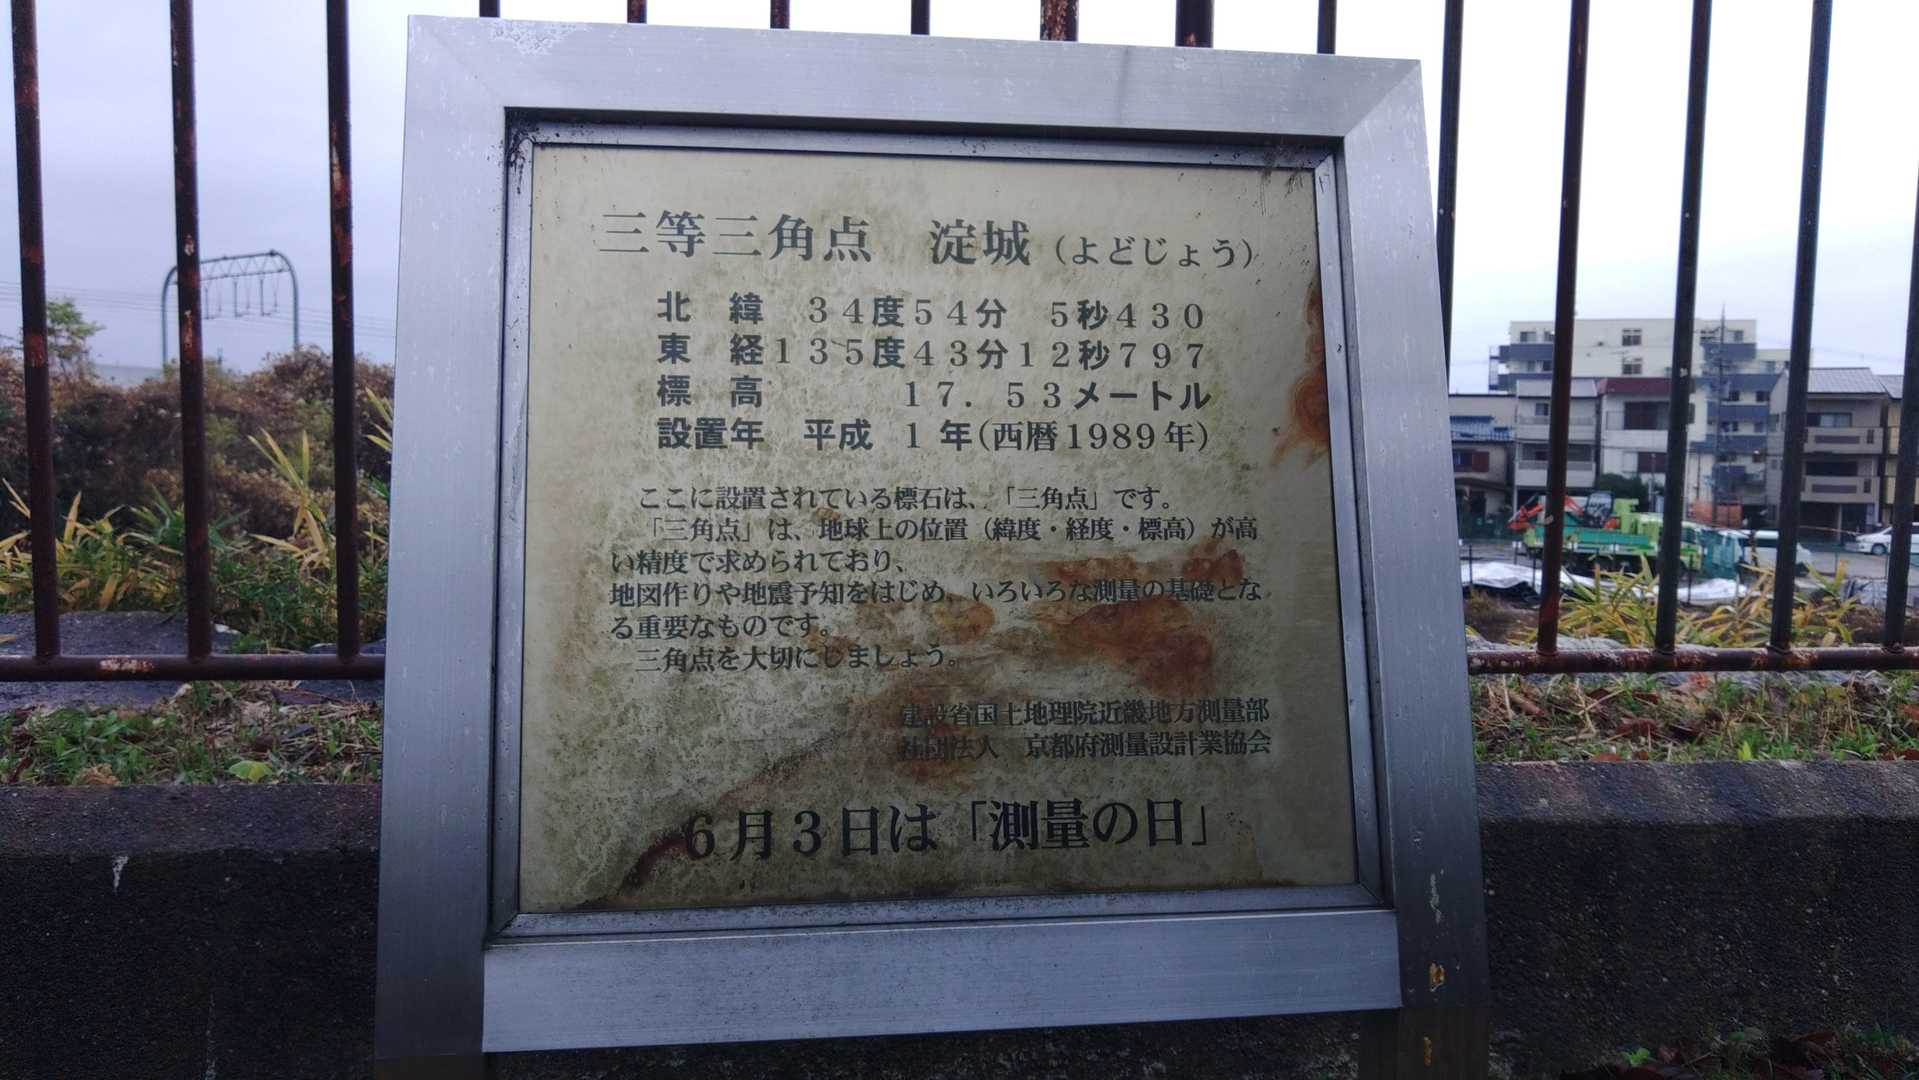 三等三角点　淀城（よどじょう）
北　緯　３４度５４分　５秒４３０
東　経１３５度４３分１２秒７９７
標　高　１７．５３メートル
設置年　平成　１　年（西暦１９８９年）
ここに設置されている標石は、「三角点」です。
「三角点」は、地球上の位置（緯度・経度・標高）が高
い精度で求められており、
地図作りや地震予知をはじめ、いろいろな測量の基礎とな
る重要なものです。
三角点を大切にしましょう。
建設省国土地理院近畿地方測量部
社団法人　京都府測量設計業協会
６月３日は「測量の日」